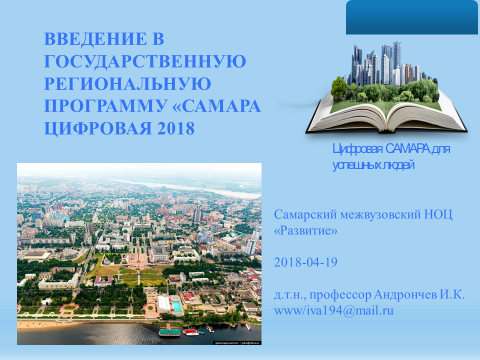 ВВЕДЕНИЕ В
ГОСУДАРСТВЕННУЮ
РЕГИОНАЛЬНУЮ
ПРОГРАММУ «САМАРА
ЦИФРОВАЯ 2018
Цифровая САМАРА для
успешных людей
Самарский межвузовский НОЦ
«Развитие»
2018-04-19
д.т.н., профессор Андрончев И.К.
www/iva194@mail.ru